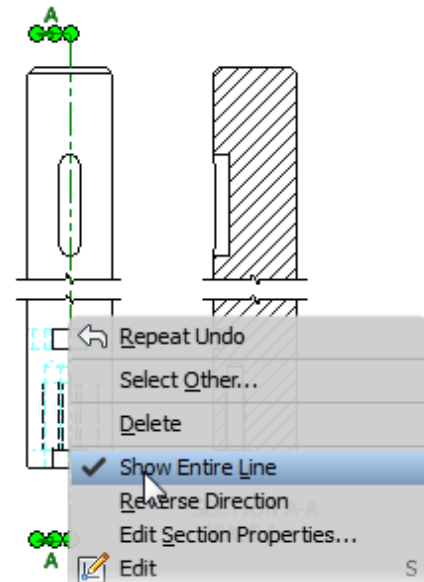 A
Repeat Undo
Select Other...
Delete
Show Entire Line
Reverse Direction
Edit Section Properties...
A
Edit S